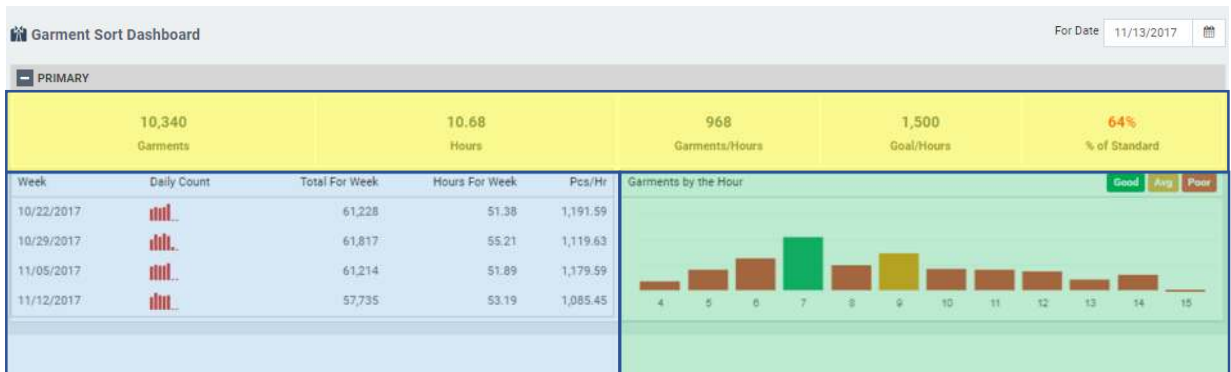 Garment Sort Dashboard
For Date 11/13/2017
PRIMARY
10,340 10.68 968 1,500 64%
Garments Hours Garments/Hours Goal/Hours % of Standard
Week Daily Count Total For Week Hours For Week Pcs/Hr
10/22/2017 61,228 51.38 1,191.59
10/29/2017 61,817 55.21 1,119.63
11/05/2017 61,214 51.89 1,179.59
11/12/2017 57,735 53.19 1,085.45
Garments by the Hour Good Avg Poor
4 5 6 7 8 9 10 11 12 13 14 15